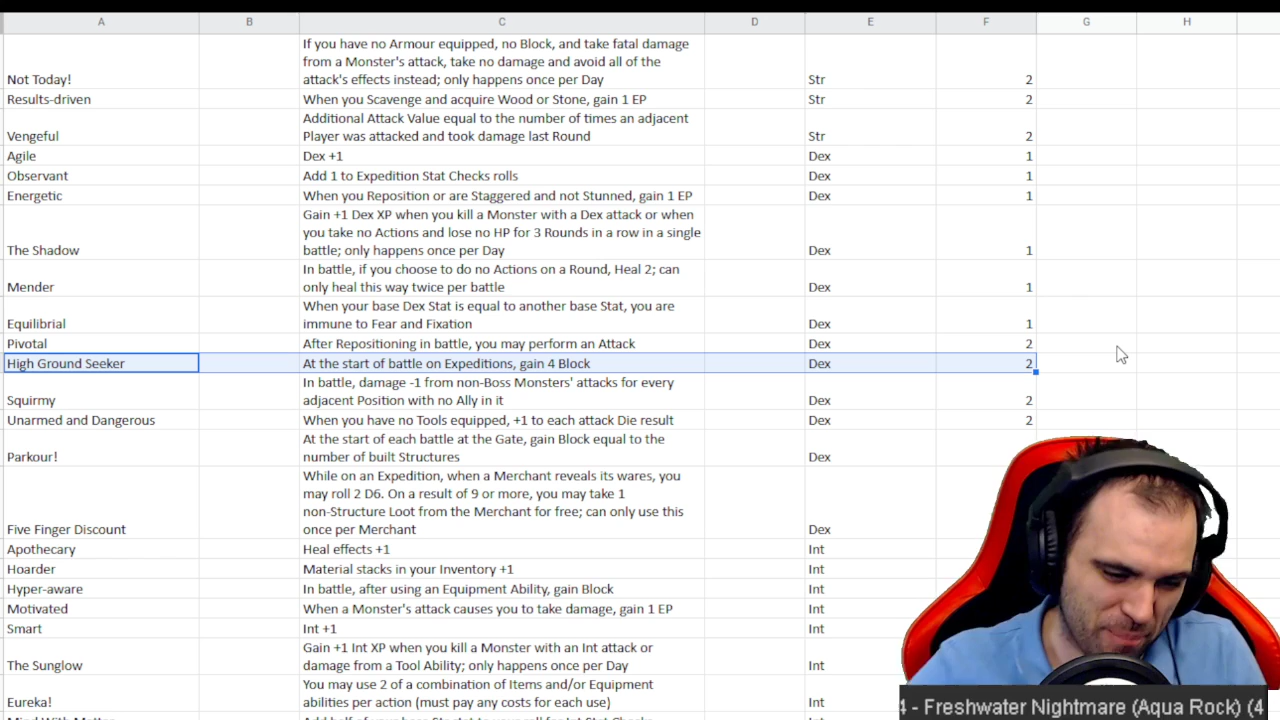 A B C D E F G H
If you have no Armour equipped, no Block, and take fatal damage
from a Monster's attack, take no damage and avoid all of the
Not Today! attack's effects instead; only happens once per Day Str 2
Results-driven When you Scavenge and acquire Wood or Stone, gain 1 EP Str 2
Additional Attack Value equal to the number of times an adjacent
Vengeful Player was attacked and took damage last Round Str 2
Agile Dex +1 Dex 1
Observant Add 1 to Expedition Stat Checks rolls Dex 1
Energetic When you Reposition or are Staggered and not Stunned, gain 1 EP Dex 1
Gain +1 Dex XP when you kill a Monster with a Dex attack or when
you take no Actions and lose no HP for 3 Rounds in a row in a single
The Shadow battle; only happens once per Day Dex 1
In battle, if you choose to do no Actions on a Round, Heal 2; can
Mender only heal this way twice per battle Dex 1
When your base Dex Stat is equal to another base Stat, you are
Equilibrial immune to Fear and Fixation Dex 1
Pivotal After Repositioning in battle, you may perform an Attack Dex 2
High Ground Seeker At the start of battle on Expeditions, gain 4 Block Dex 2
In battle, damage -1 from non-Boss Monsters' attacks for every
Squirmy adjacent Position with no Ally in it Dex 2
Unarmed and Dangerous When you have no Tools equipped, +1 to each attack Die result Dex 2
At the start of each battle at the Gate, gain Block equal to the
Parkour! number of built Structures Dex
While on an Expedition, when a Merchant reveals its wares, you
may roll 2 D6. On a result of 9 or more, you may take 1
non-Structure Loot from the Merchant for free; can only use this
Five Finger Discount once per Merchant Dex
Apothecary Heal effects +1 Int
Hoarder Material stacks in your Inventory +1 Int
Hyper-aware In battle, after using an Equipment Ability, gain Block Int
Motivated When a Monster's attack causes you to take damage, gain 1 EP Int
Smart Int +1 Int
Gain +1 Int XP when you kill a Monster with an Int attack or
The Sunglow damage from a Tool Ability; only happens once per Day Int
You may use 2 of a combination of Items and/or Equipment
Eureka! abilities per action (must pay any costs for each use) Int
4 - Freshwater Nightmare (Aqua Rock) (4